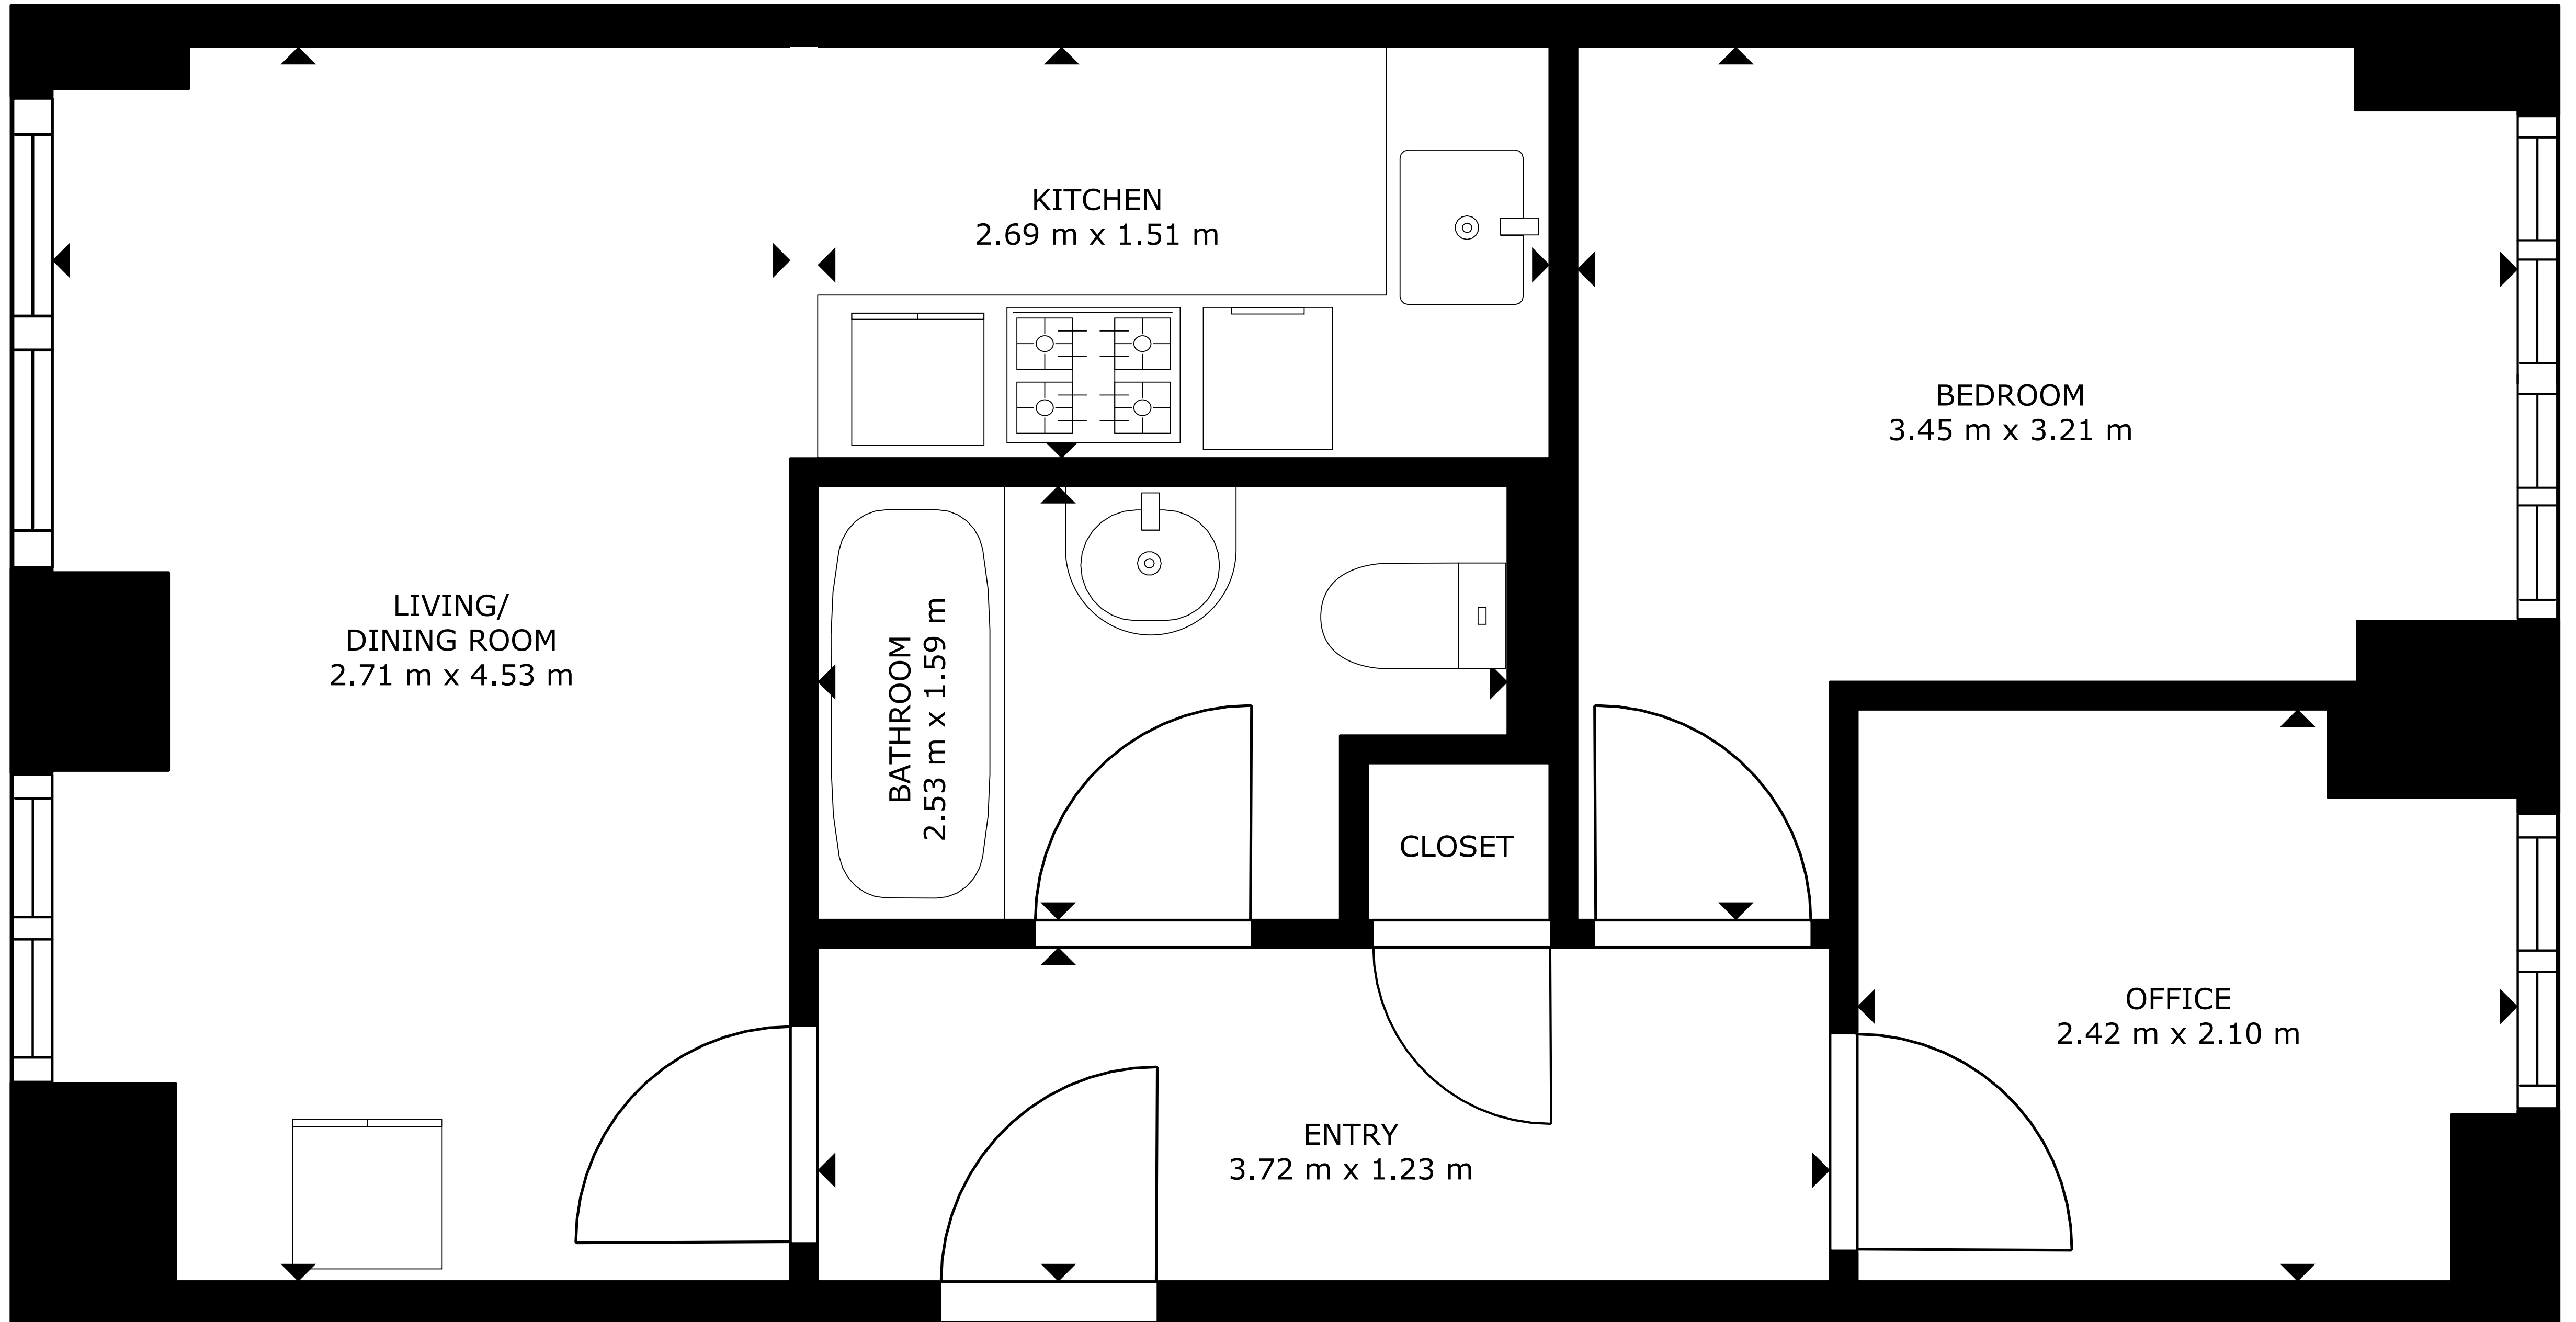 KITCHEN
2.69 m x 1.51 m
BEDROOM
3.45 m x 3.21 m
LIVING/
DINING ROOM
2.71 m x 4.53 m
BATHROOM
2.53 m x 1.59 m
CLOSET
OFFICE
2.42 m x 2.10 m
ENTRY
3.72 m x 1.23 m